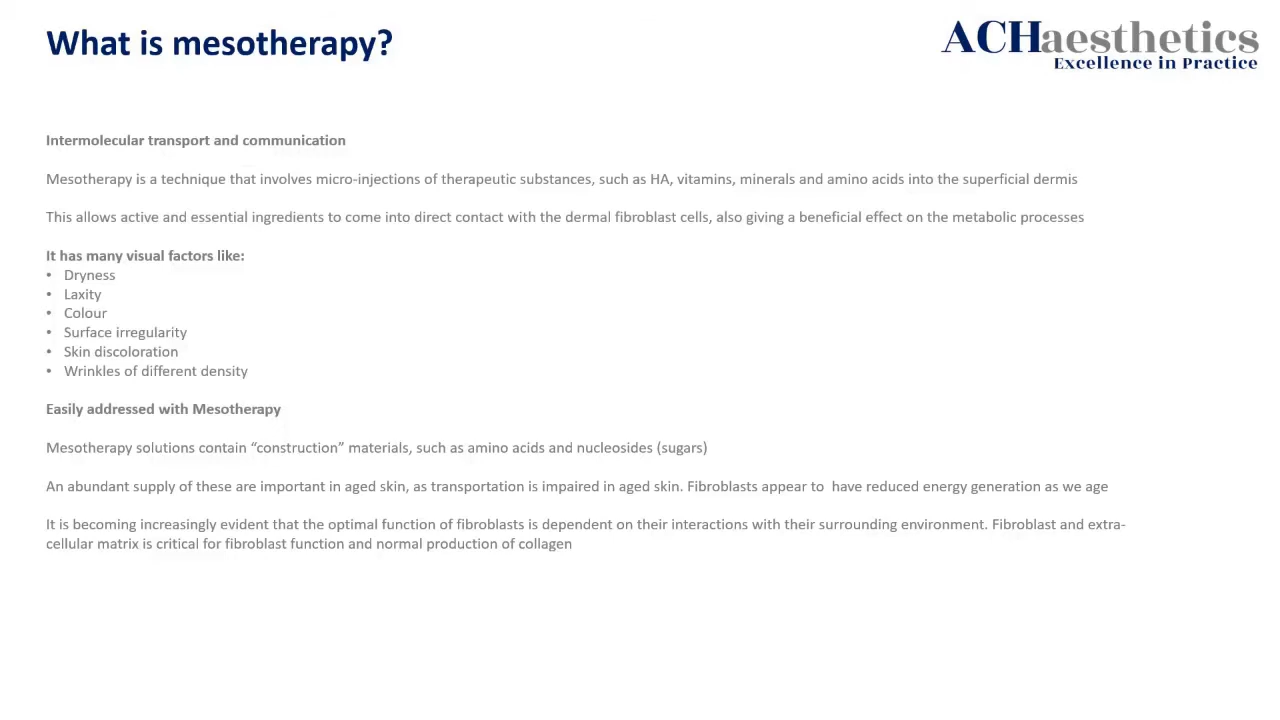 What is mesotherapy?
ACHaesthetics
Excellence in Practice
Intermolecular transport and communication
Mesotherapy is a technique that involves micro-injections of therapeutic substances, such as HA, vitamins, minerals and amino acids into the superficial dermis
This allows active and essential ingredients to come into direct contact with the dermal fibroblast cells, also giving a beneficial effect on the metabolic processes
It has many visual factors like:
• Dryness
• Laxity
• Colour
• Surface irregularity
• Skin discoloration
• Wrinkles of different density
Easily addressed with Mesotherapy
Mesotherapy solutions contain “construction” materials, such as amino acids and nucleosides (sugars)
An abundant supply of these are important in aged skin, as transportation is impaired in aged skin. Fibroblasts appear to  have reduced energy generation as we age
It is becoming increasingly evident that the optimal function of fibroblasts is dependent on their interactions with their surrounding environment. Fibroblast and extra-
cellular matrix is critical for fibroblast function and normal production of collagen